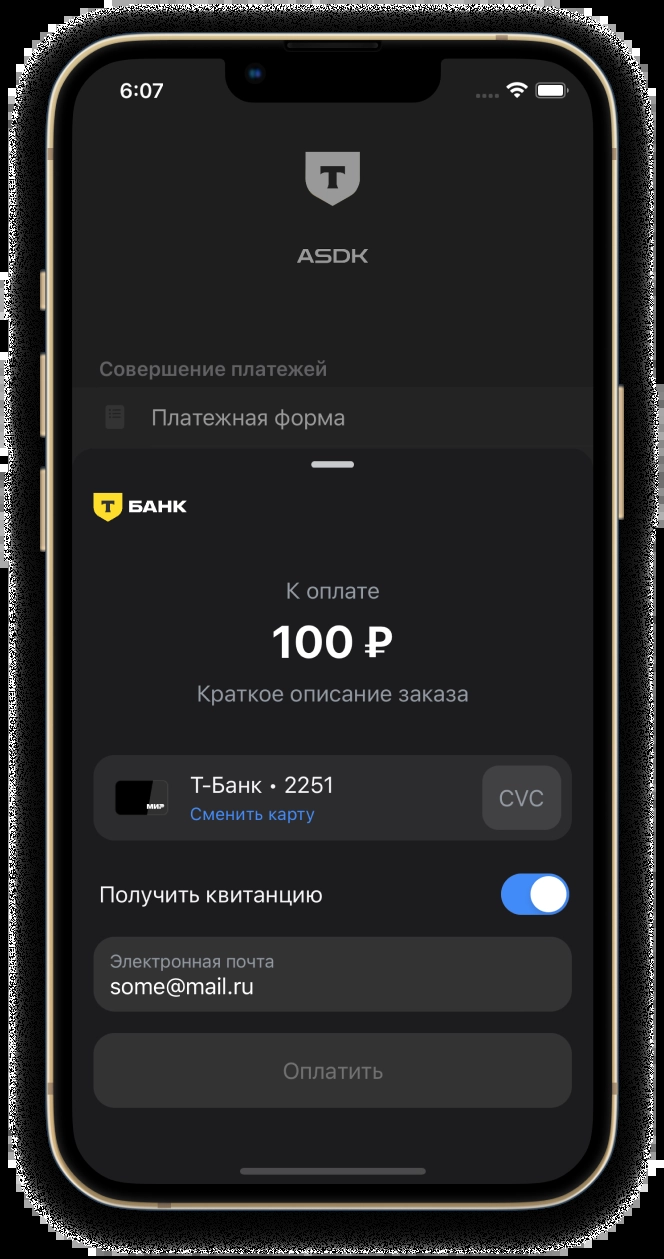 6:07
Т
ASDK
Совершение платежей
Платежная форма
Т БАНК
К оплате
100 ₽
Краткое описание заказа
Т-Банк • 2251
МИР
Сменить карту
CVC
Получить квитанцию
Электронная почта
some@mail.ru
Оплатить